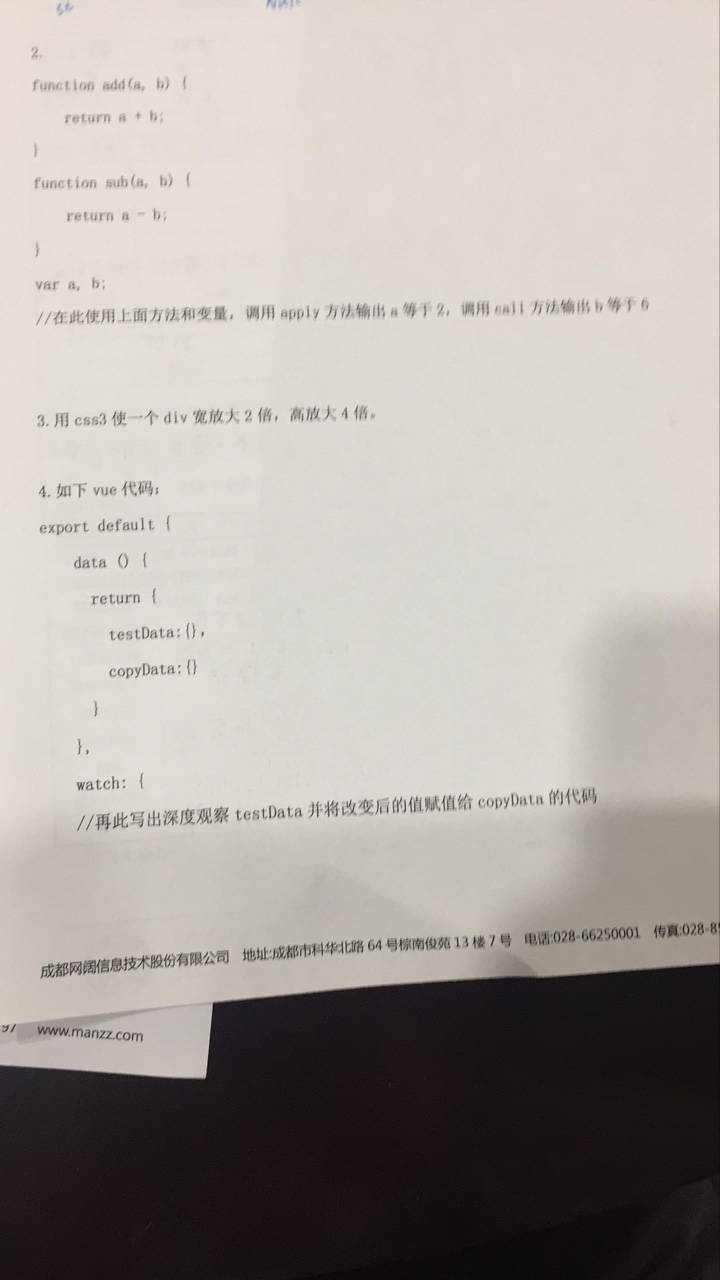 2.
function add(a, b) {
return a + b;
}
function sub(a, b) {
return a - b;
}
var a, b;
//在此使用上面方法和变量，调用 apply 方法输出 a 等于 2，调用 call 方法输出 b 等于 6
3. 用 css3 使一个 div 宽放大 2 倍，高放大 4 倍。
4. 如下 vue 代码；
export default {
data () {
return {
testData:{},
copyData:{}
}
},
watch: {
//再此写出深度观察 testData 并将改变后的值赋值给 copyData 的代码
成都网阔信息技术股份有限公司 地址:成都市科华北路 64 号棕南俊苑 13 楼 7 号 电话:028-66250001 传真:028-85
www.manzz.com